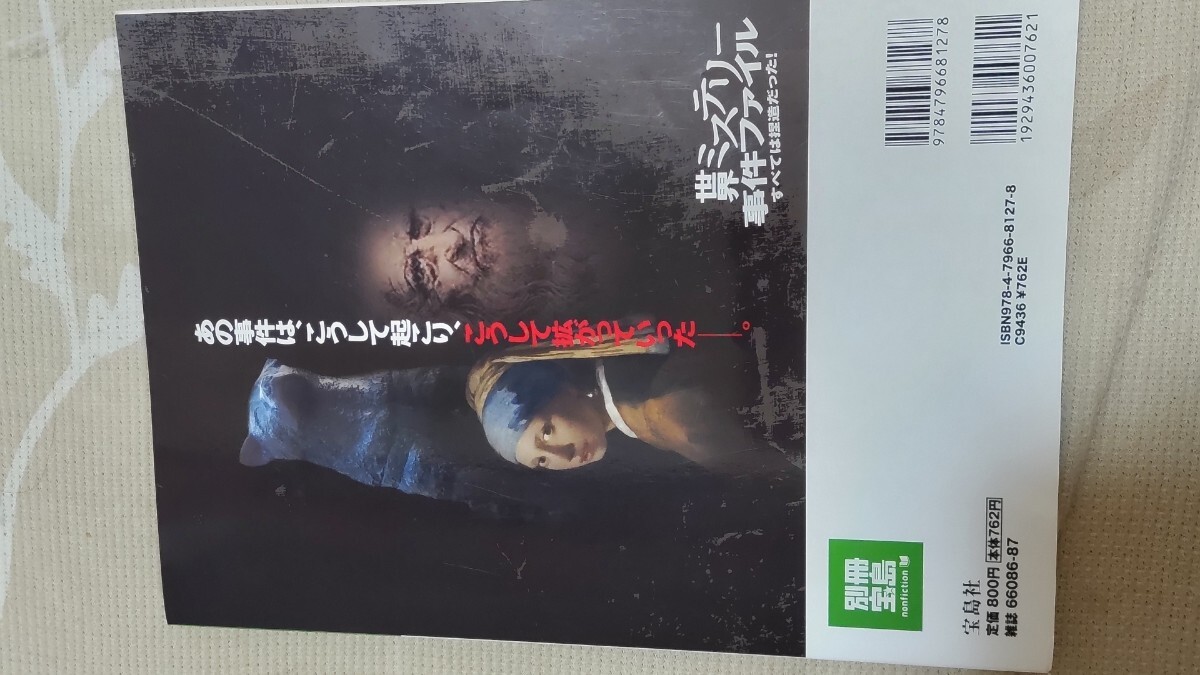 世界ミステリー
事件ファイル
すべては捏造だった!
あの事件は、こうして起こり、こうして拡がっていった──。
9784796681278
1929436007621
ISBN978-4-7966-8127-8
C9436 ¥762E
別冊
宝島
nonfiction
宝島社
定価 800円 本体762円
雑誌 66086-87